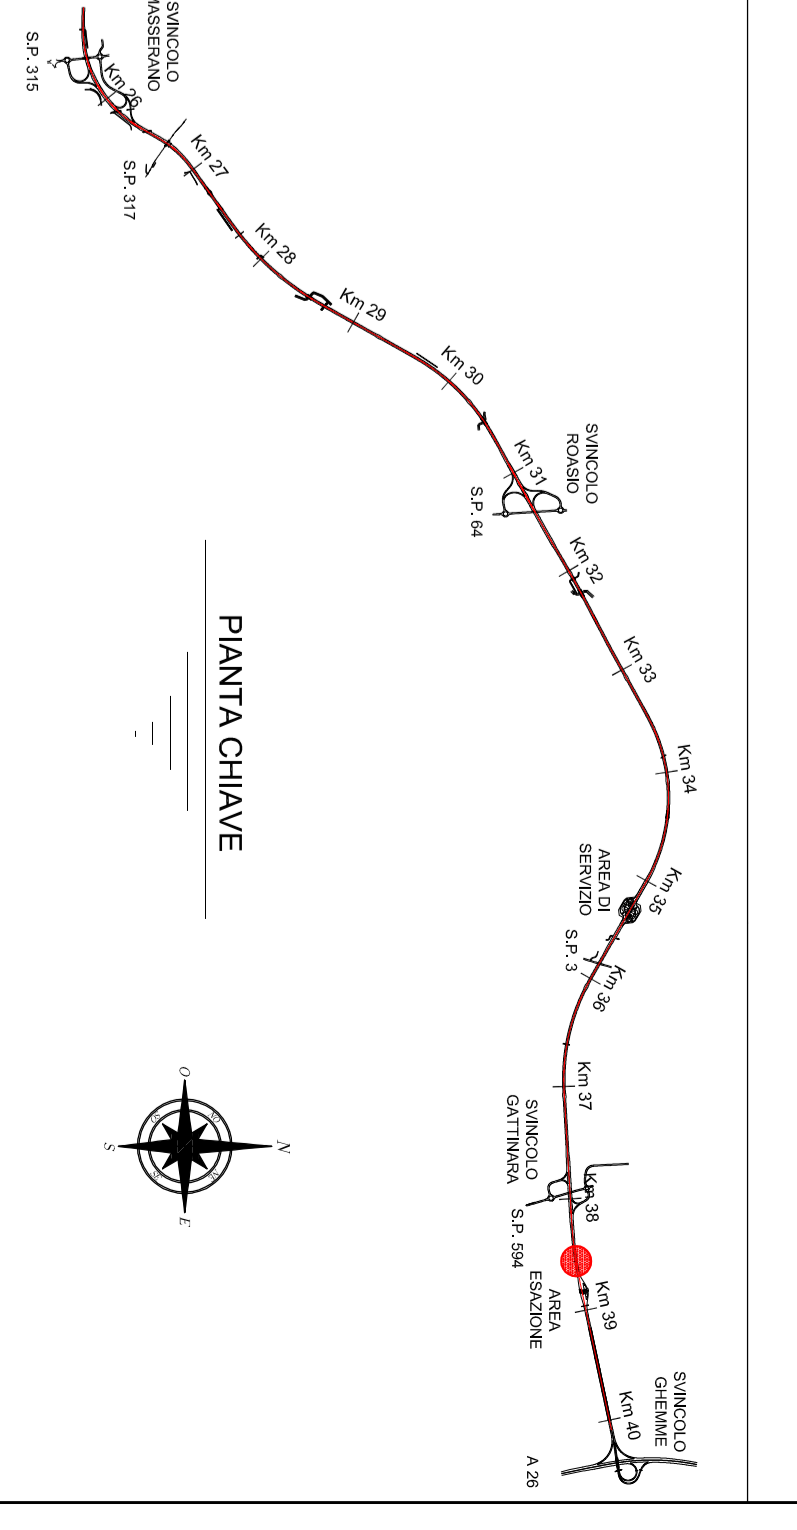 SVINCOLO
MASSERANO
S.P. 315
Km 26
Km 27
S.P. 317
Km 28
Km 29
Km 30
Km 31
SVINCOLO
ROASIO
S.P. 64
Km 32
Km 33
Km 34
Km 35
AREA DI
SERVIZIO
S.P. 3
Km 36
Km 37
SVINCOLO
GATTINARA
Km 38
S.P. 594
AREA
ESAZIONE
Km 39
Km 40
SVINCOLO
GHEMME
A 26
PIANTA CHIAVE
N
O
E
S
NO